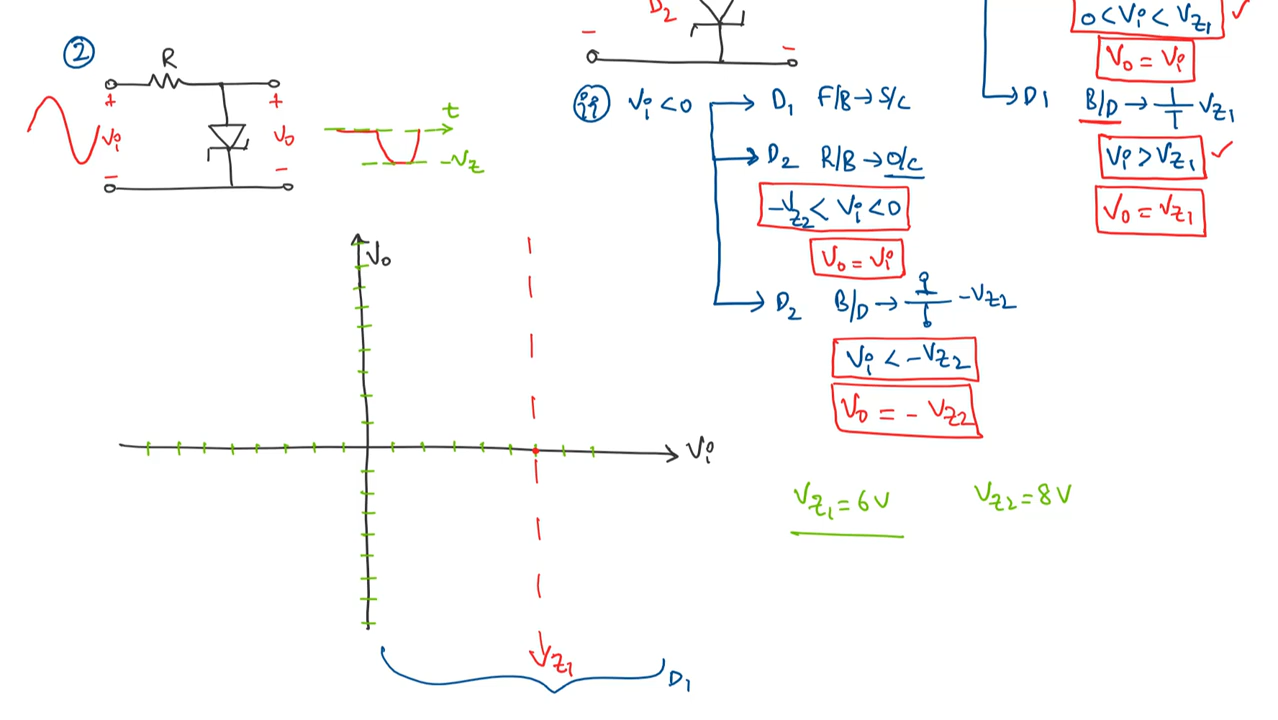 ②
R
+
+
Vi
Vo
-
-
t
-Vz
D2
-
-
ii Vi < 0
D1 F/B → S/C
D2 R/B → O/C
-Vz2 < Vi < 0
Vo = Vi
D2 B/D → -Vz2
Vi < -Vz2
Vo = - Vz2
0 < Vi < Vz1 ✓
Vo = Vi
D1 B/D → Vz1
Vi > Vz1 ✓
Vo = Vz1
Vo
Vi
Vz1 = 6V Vz2 = 8V
Vz1
D1